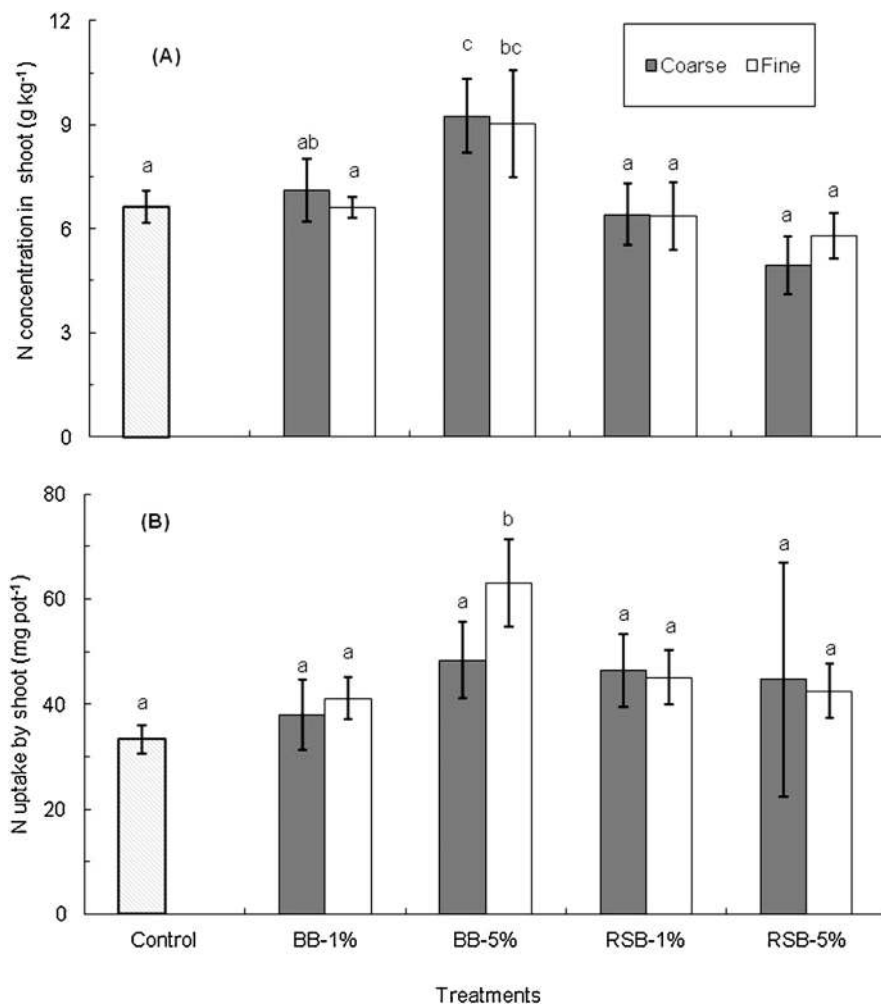 12
9
6
3
0
N concentration in shoot (g kg⁻¹)
(A)
Coarse Fine
a
ab
a
c
bc
a
a
a
a
80
60
40
20
0
N uptake by shoot (mg pot⁻¹)
(B)
a
a
a
a
b
a
a
a
a
Control BB-1% BB-5% RSB-1% RSB-5%
Treatments